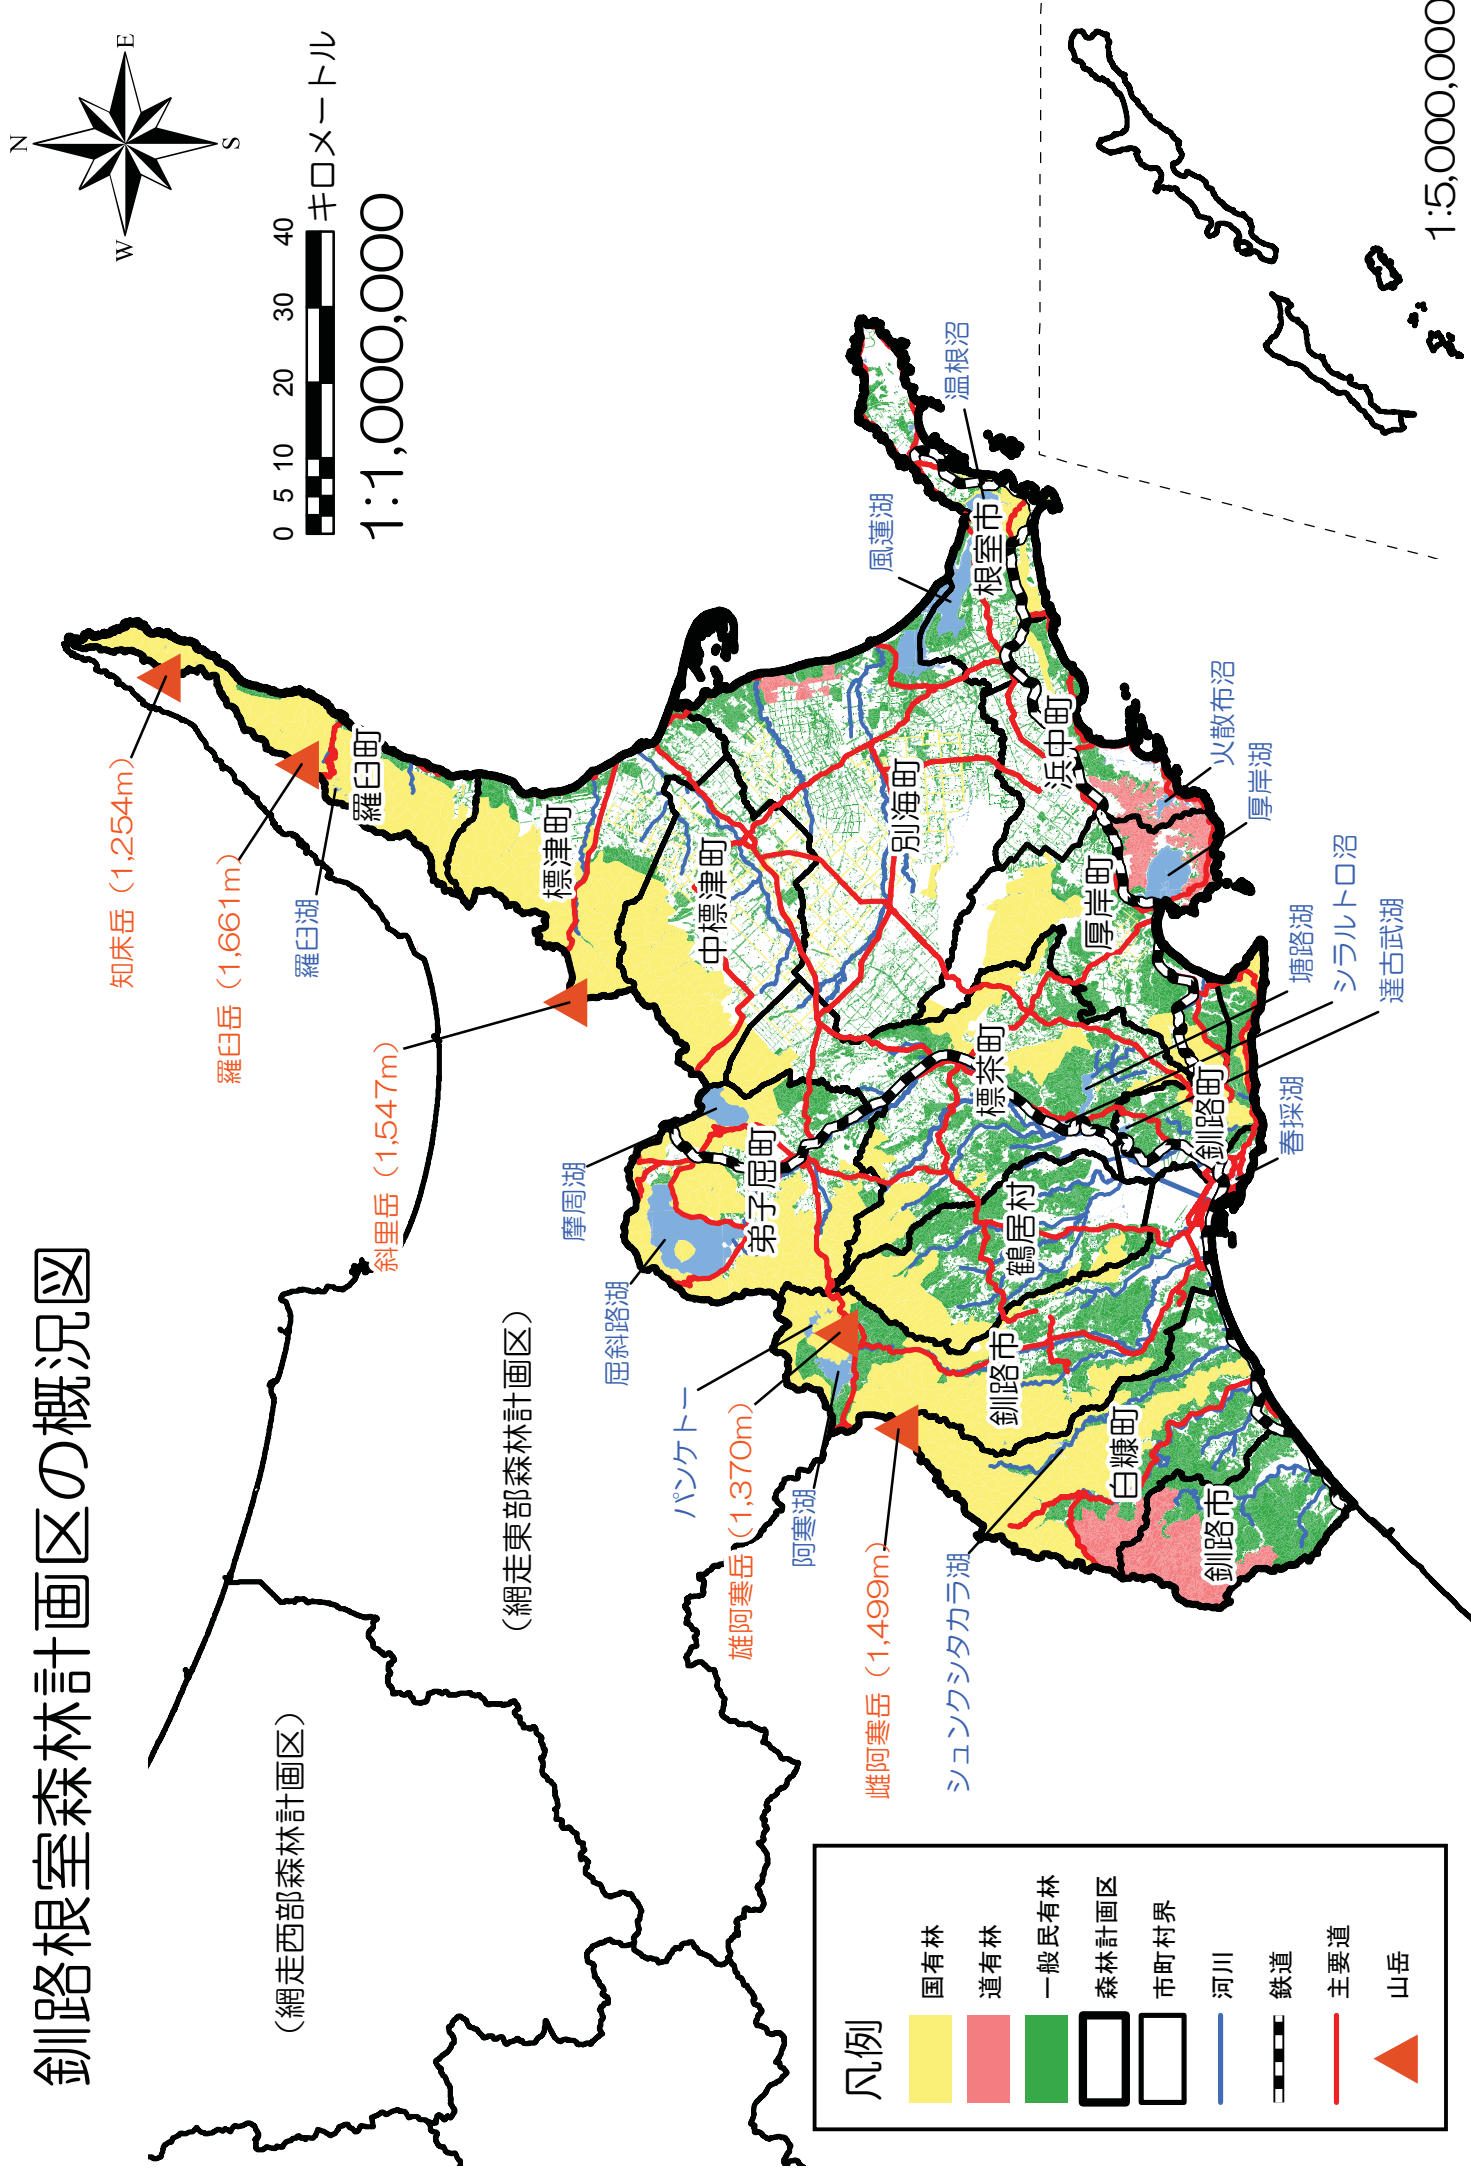 釧路根室森林計画区の概況図
N
E
S
W
0 5 10 20 30 40
キロメートル
1:1,000,000
知床岳（1,254m）
羅臼岳（1,661m）
羅臼湖
羅臼町
斜里岳（1,547m）
標津町
中標津町
別海町
風蓮湖
温根沼
根室市
浜中町
火散布沼
厚岸湖
厚岸町
塘路湖
シラルトロ沼
達古武湖
標茶町
釧路町
春採湖
摩周湖
屈斜路湖
弟子屈町
鶴居村
パンケトー
雄阿寒岳（1,370m）
阿寒湖
雌阿寒岳（1,499m）
シュンクシタカラ湖
釧路市
白糠町
釧路市
（網走東部森林計画区）
（網走西部森林計画区）
凡例
国有林
道有林
一般民有林
森林計画区
市町村界
河川
鉄道
主要道
山岳
1:5,000,000